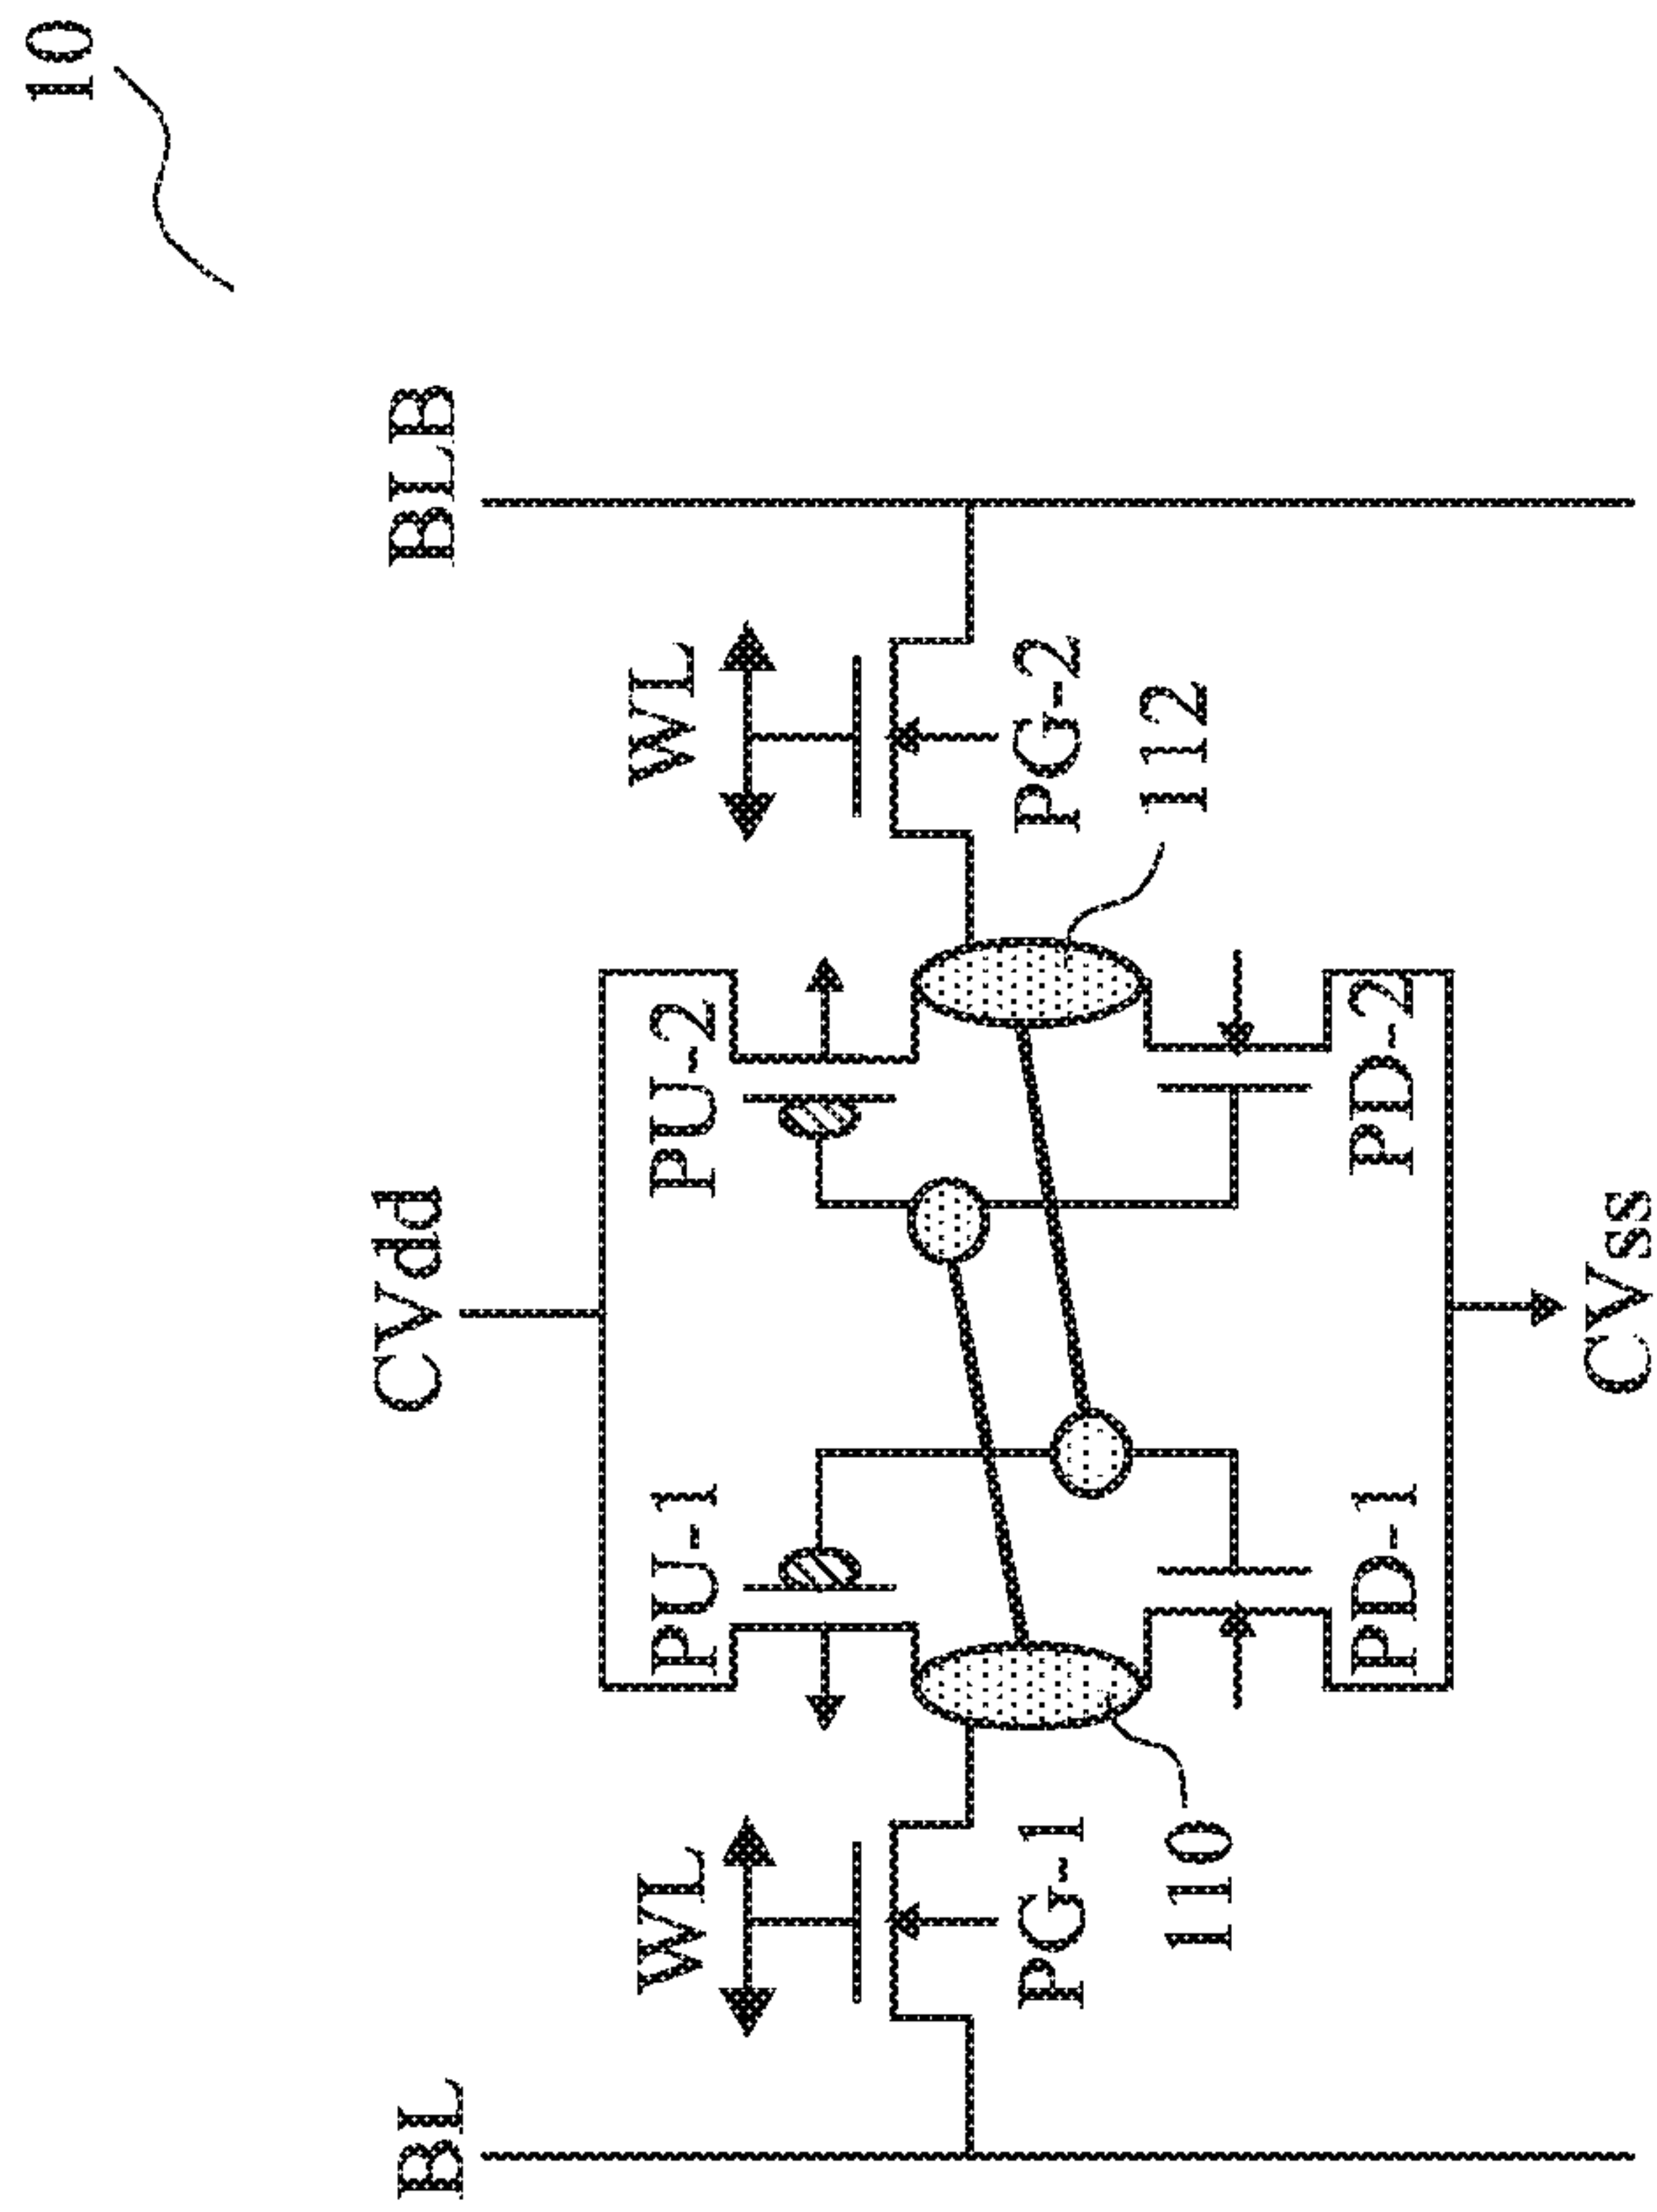 10
CVdd
BL
BLB
WL
WL
PU-1
PU-2
PG-1
PG-2
110
112
PD-1
PD-2
CVss